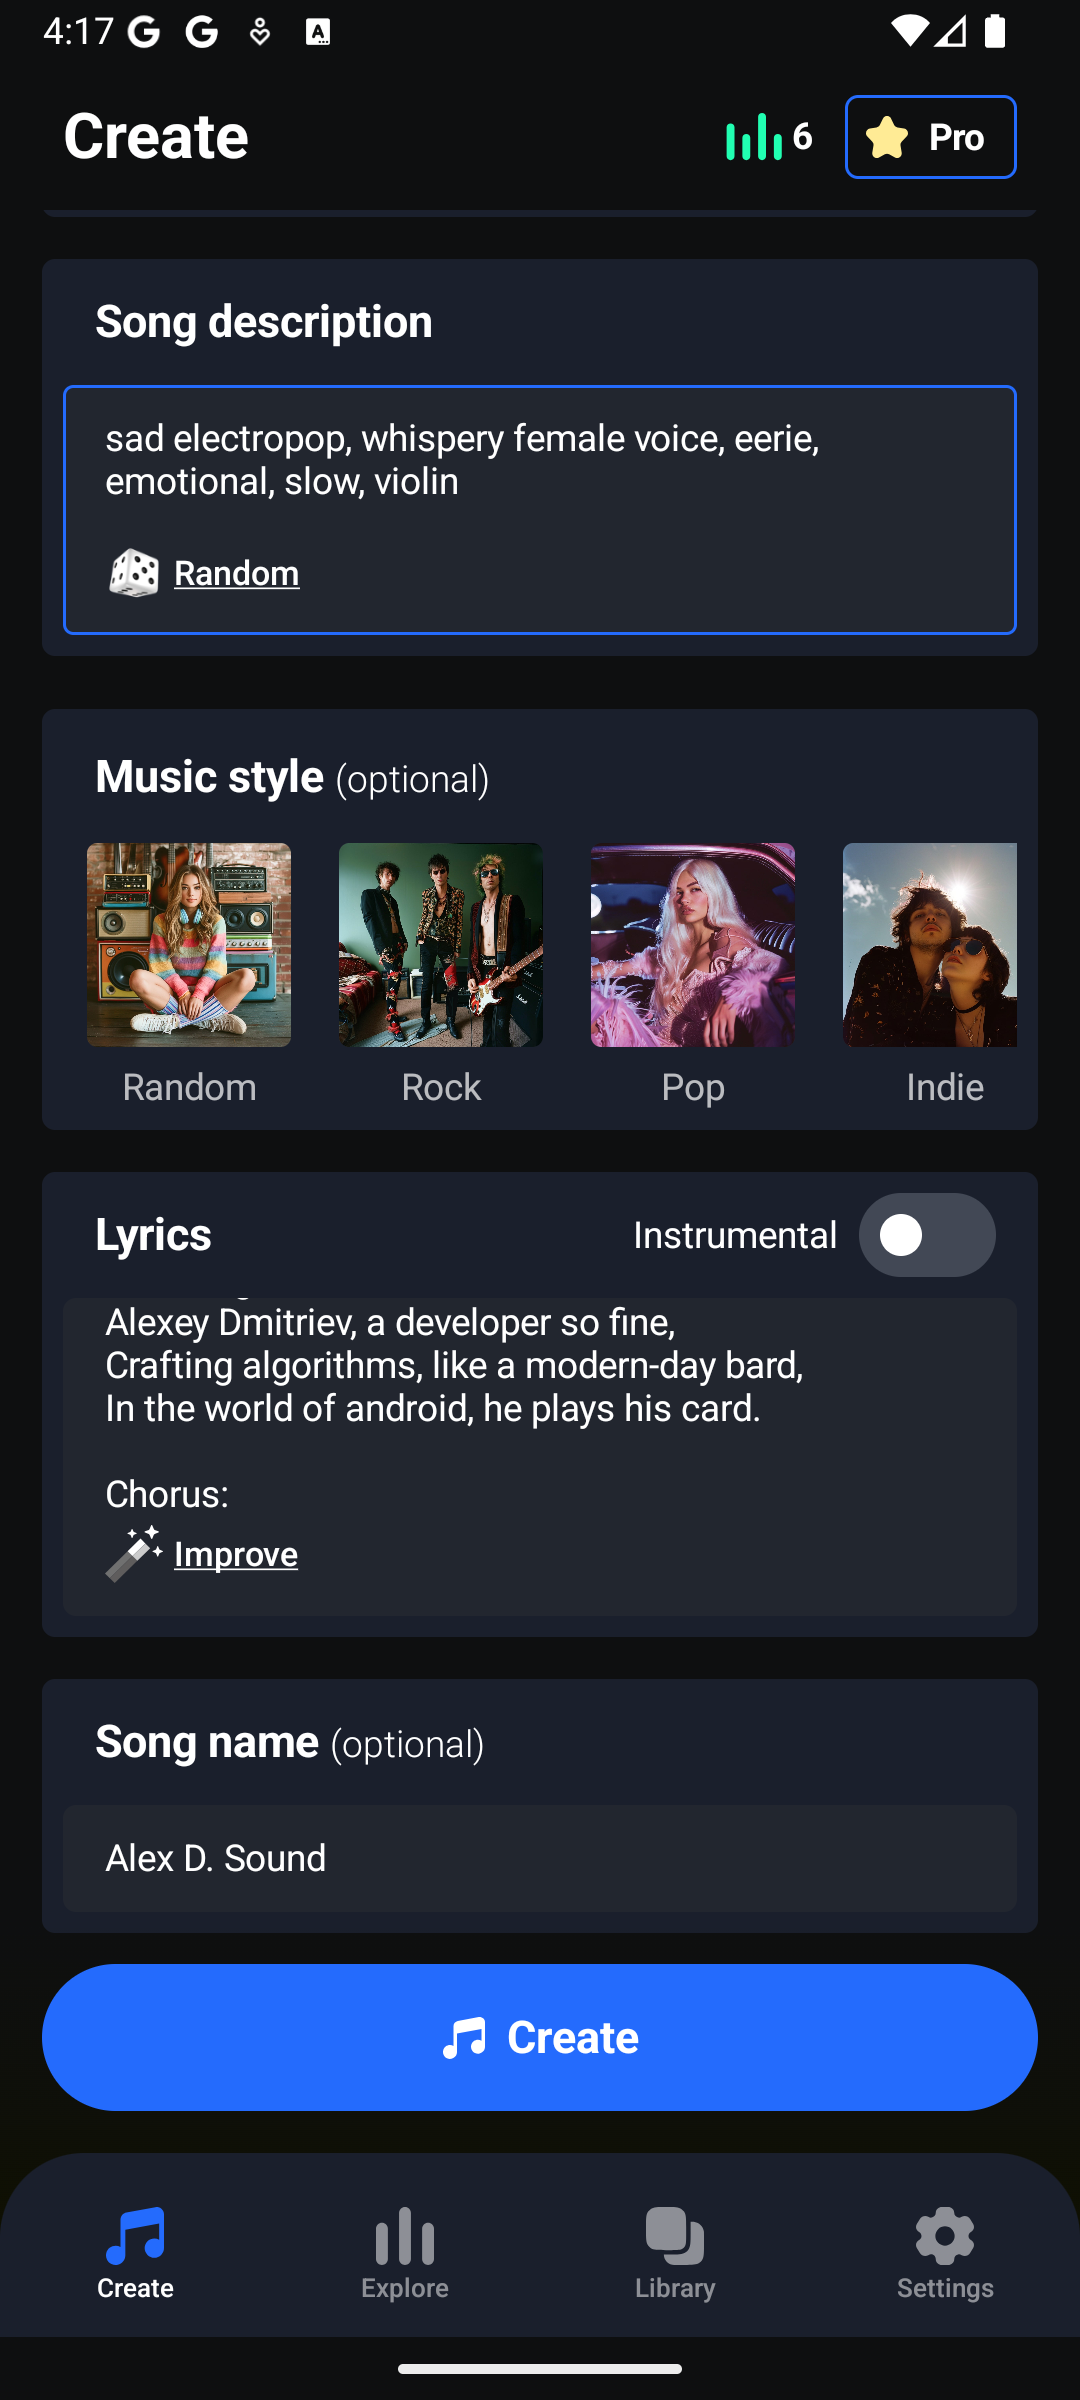 4:17
Create
6
Pro
Song description
sad electropop, whispery female voice, eerie,
emotional, slow, violin
Random
Music style (optional)
Random
Rock
Pop
Indie
Lyrics
Instrumental
Alexey Dmitriev, a developer so fine,
Crafting algorithms, like a modern-day bard,
In the world of android, he plays his card.
Chorus:
Improve
Song name (optional)
Alex D. Sound
Create
Create
Explore
Library
Settings